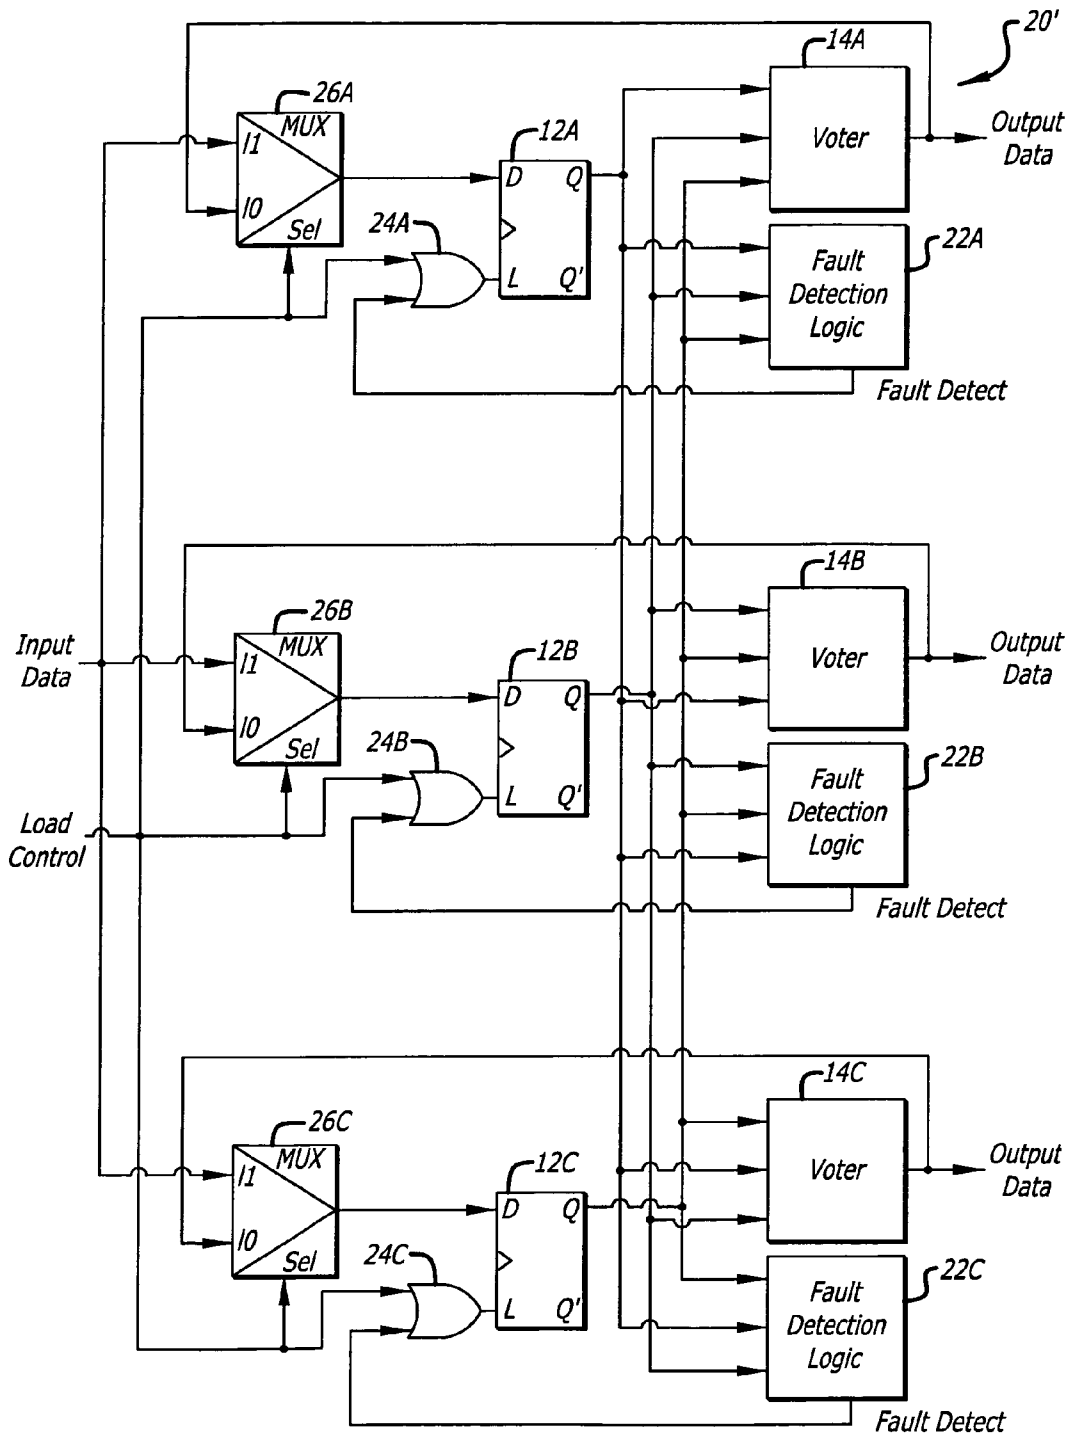 20'
14A
26A
MUX
I1
I0
Sel
12A
D
Q
L
Q'
24A
Voter
Output
Data
22A
Fault
Detection
Logic
Fault Detect
14B
26B
MUX
I1
I0
Sel
12B
D
Q
L
Q'
24B
Voter
Output
Data
Input
Data
22B
Fault
Detection
Logic
Load
Control
Fault Detect
14C
26C
MUX
I1
I0
Sel
12C
D
Q
L
Q'
24C
Voter
Output
Data
22C
Fault
Detection
Logic
Fault Detect